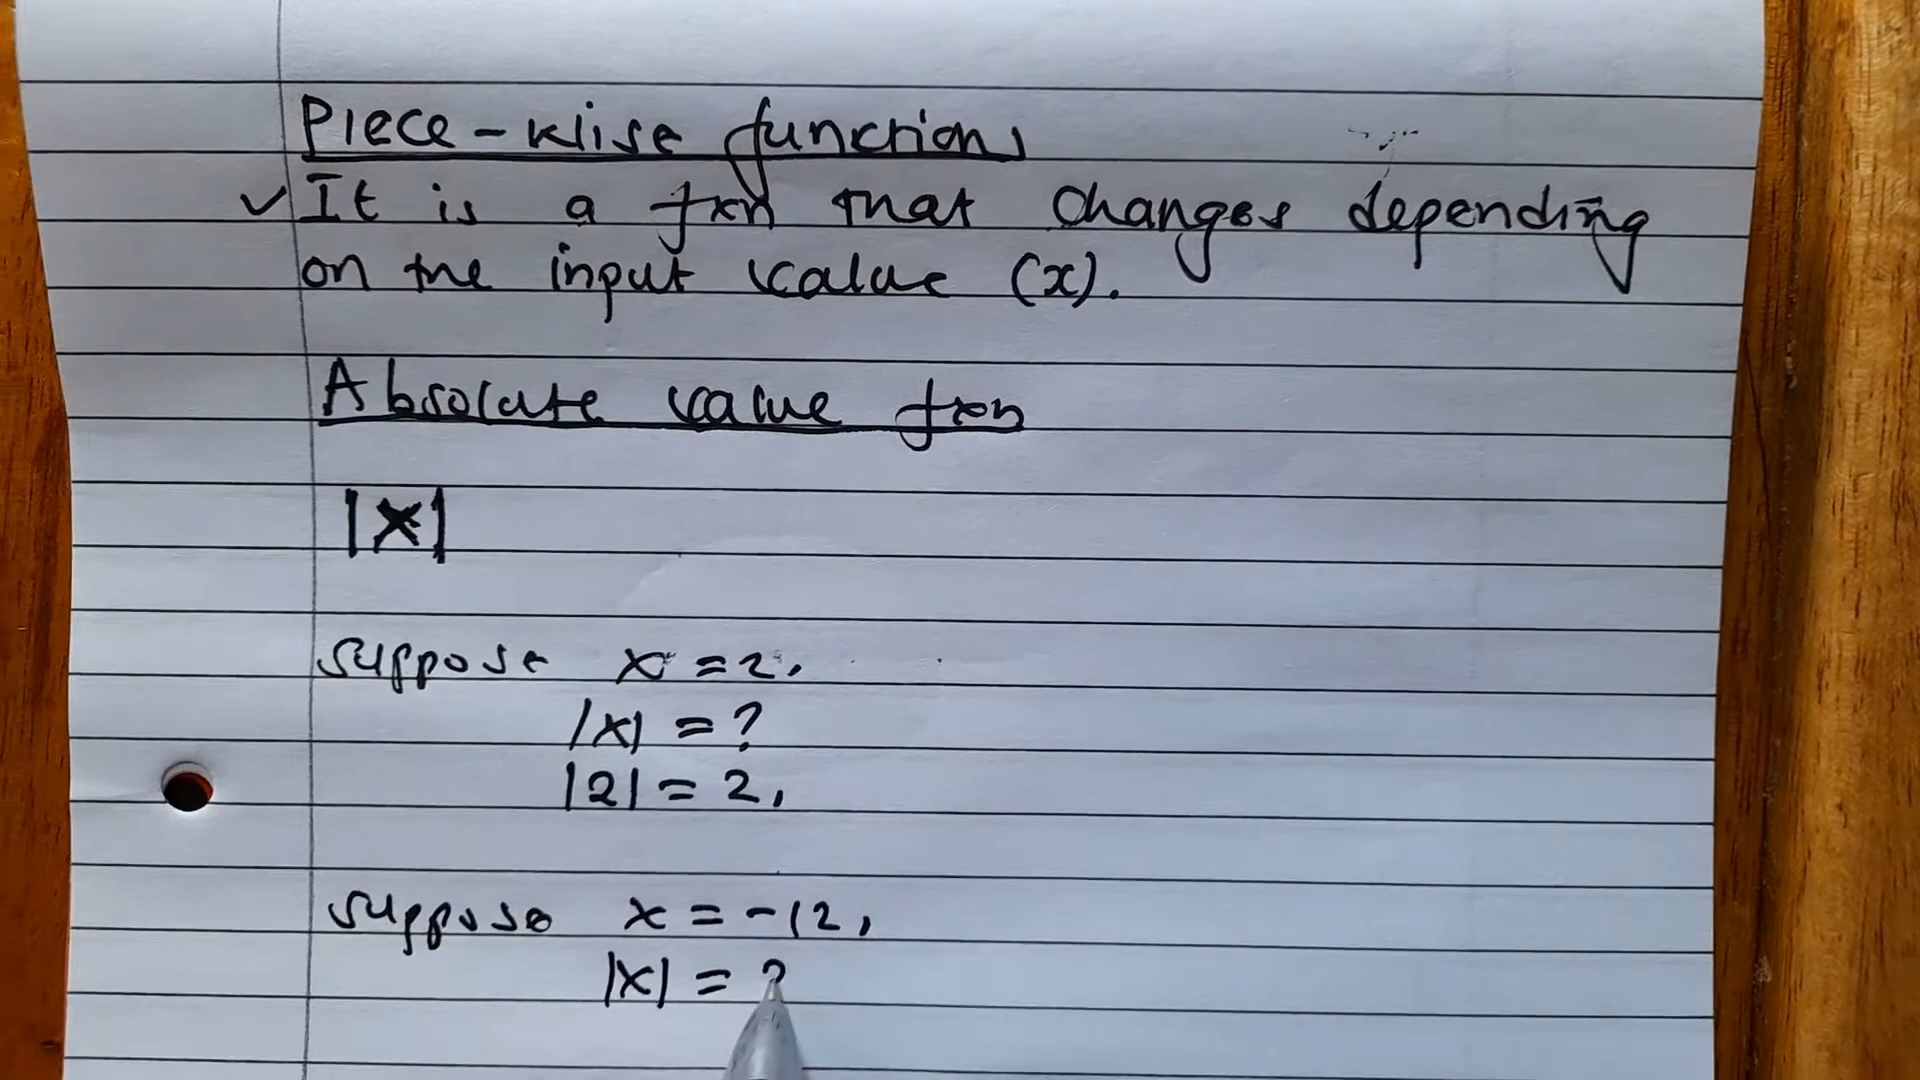 Piece-wise functions
✓ It is a fxn that changes depending
on the input value (x).
Absolute value fxn
|x|
suppose x = 2.
|x| = ?
|2| = 2,
suppose x = -12,
|x| = ?